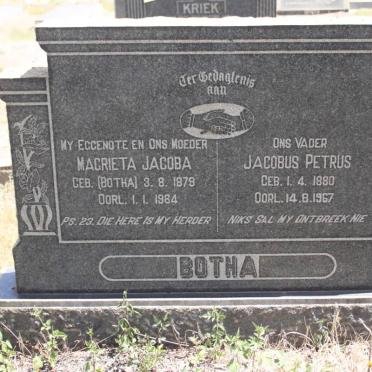 KRIEK
Ter Gedagtenis
aan
MY EGGENOTE EN ONS MOEDER
MAGRIETA JACOBA
GEB. (BOTHA) 3. 8. 1879
OORL. 1. 1. 1964
PS. 23. DIE HERE IS MY HERDER
ONS VADER
JACOBUS PETRUS
GEB. 1. 4. 1880
OORL. 14. 8. 1967
NIKS SAL MY ONTBREEK NIE
BOTHA